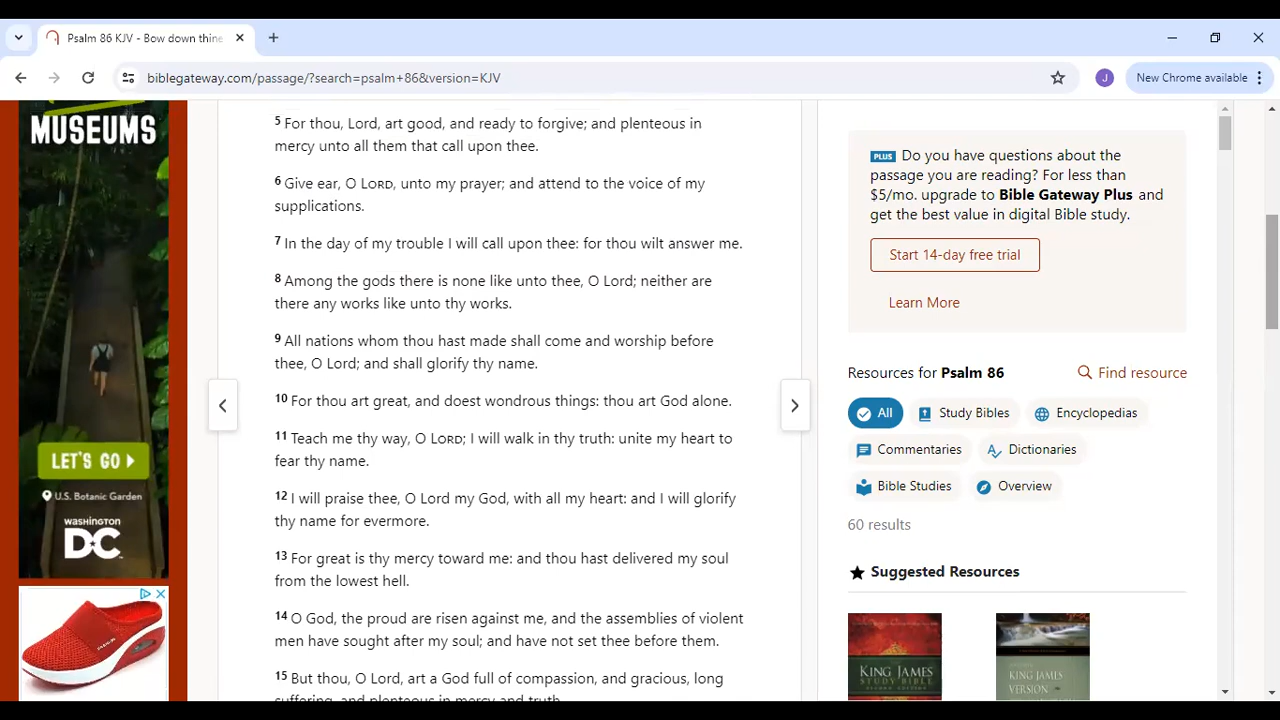 Psalm 86 KJV - Bow down thine
biblegateway.com/passage/?search=psalm+86&version=KJV
J
New Chrome available
MUSEUMS
LET'S GO
U.S. Botanic Garden
WASHINGTON
DC
5 For thou, Lord, art good, and ready to forgive; and plenteous in
mercy unto all them that call upon thee.
6 Give ear, O LORD, unto my prayer; and attend to the voice of my
supplications.
7 In the day of my trouble I will call upon thee: for thou wilt answer me.
8 Among the gods there is none like unto thee, O Lord; neither are
there any works like unto thy works.
9 All nations whom thou hast made shall come and worship before
thee, O Lord; and shall glorify thy name.
10 For thou art great, and doest wondrous things: thou art God alone.
11 Teach me thy way, O LORD; I will walk in thy truth: unite my heart to
fear thy name.
12 I will praise thee, O Lord my God, with all my heart: and I will glorify
thy name for evermore.
13 For great is thy mercy toward me: and thou hast delivered my soul
from the lowest hell.
14 O God, the proud are risen against me, and the assemblies of violent
men have sought after my soul; and have not set thee before them.
15 But thou, O Lord, art a God full of compassion, and gracious, long
suffering, and plenteous in mercy and truth.
PLUS Do you have questions about the
passage you are reading? For less than
$5/mo. upgrade to Bible Gateway Plus and
get the best value in digital Bible study.
Start 14-day free trial
Learn More
Resources for Psalm 86
Find resource
All
Study Bibles
Encyclopedias
Commentaries
Dictionaries
Bible Studies
Overview
60 results
Suggested Resources
KING JAMES
STUDY BIBLE
KING JAMES
VERSION